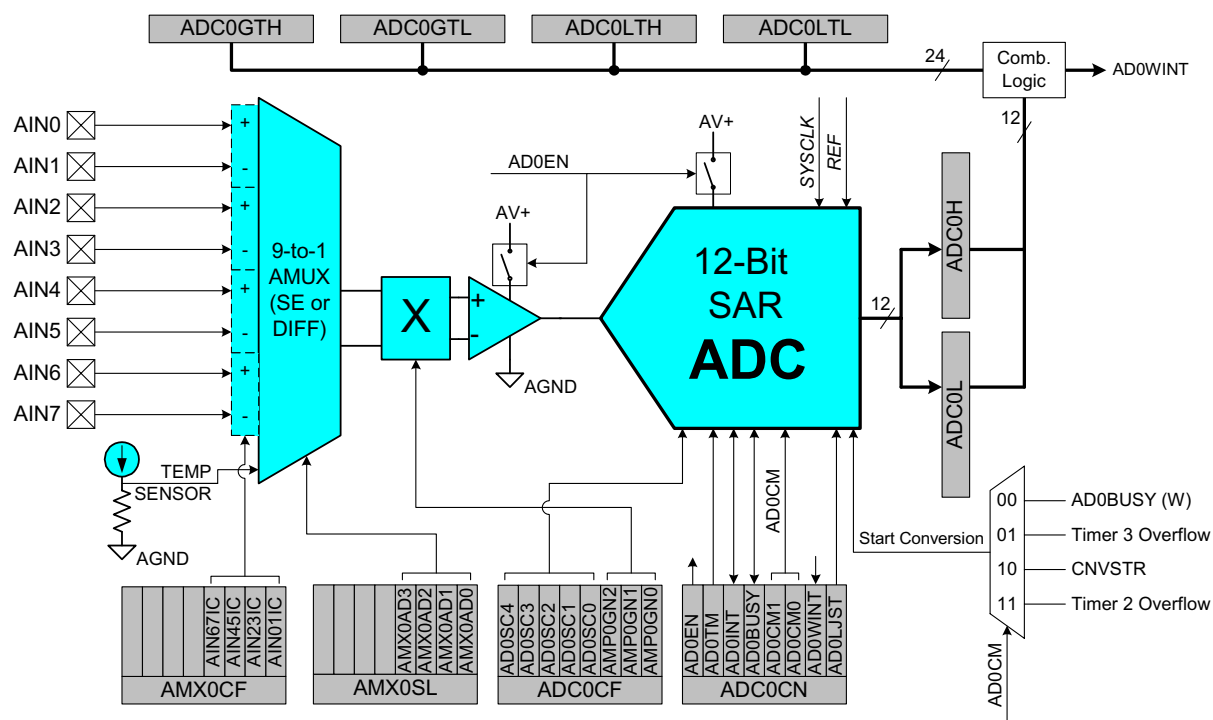 ADC0GTH
ADC0GTL
ADC0LTH
ADC0LTL
24
Comb.
Logic
AD0WINT
12
AIN0
AIN1
AIN2
AIN3
AIN4
AIN5
AIN6
AIN7
+
-
+
-
+
-
+
-
9-to-1
AMUX
(SE or
DIFF)
TEMP
SENSOR
AGND
X
+
-
AV+
AGND
AD0EN
AV+
SYSCLK
REF
12-Bit
SAR
ADC
12
ADC0H
ADC0L
AD0CM
Start Conversion
00
AD0BUSY (W)
01
Timer 3 Overflow
10
CNVSTR
11
Timer 2 Overflow
AD0CM
AIN67IC
AIN45IC
AIN23IC
AIN01IC
AMX0CF
AMX0AD3
AMX0AD2
AMX0AD1
AMX0AD0
AMX0SL
AD0SC4
AD0SC3
AD0SC2
AD0SC1
AD0SC0
AMP0GN2
AMP0GN1
AMP0GN0
ADC0CF
AD0EN
AD0TM
AD0INT
AD0BUSY
AD0CM1
AD0CM0
AD0WINT
AD0LJST
ADC0CN